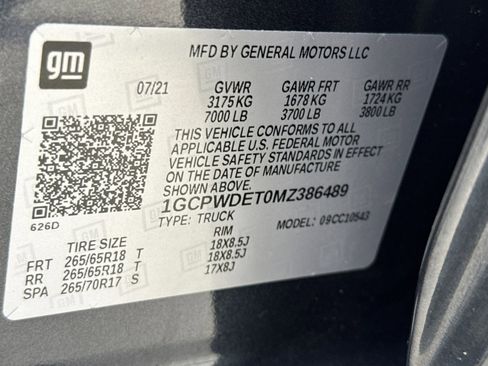 gm
MFD BY GENERAL MOTORS LLC
07/21 GVWR GAWR FRT GAWR RR
3175 KG 1678 KG 1724 KG
7000 LB 3700 LB 3800 LB
THIS VEHICLE CONFORMS TO ALL
APPLICABLE U.S. FEDERAL MOTOR
VEHICLE SAFETY STANDARDS IN EFFECT
ON THE DATE OF MANUFACTURE
SHOWN ABOVE.
1GCPWDET0MZ386489
626D TYPE: TRUCK MODEL: 09CC10543
TIRE SIZE RIM
FRT 265/65R18 T 18X8.5J
RR 265/65R18 T 18X8.5J
SPA 265/70R17 S 17X8J